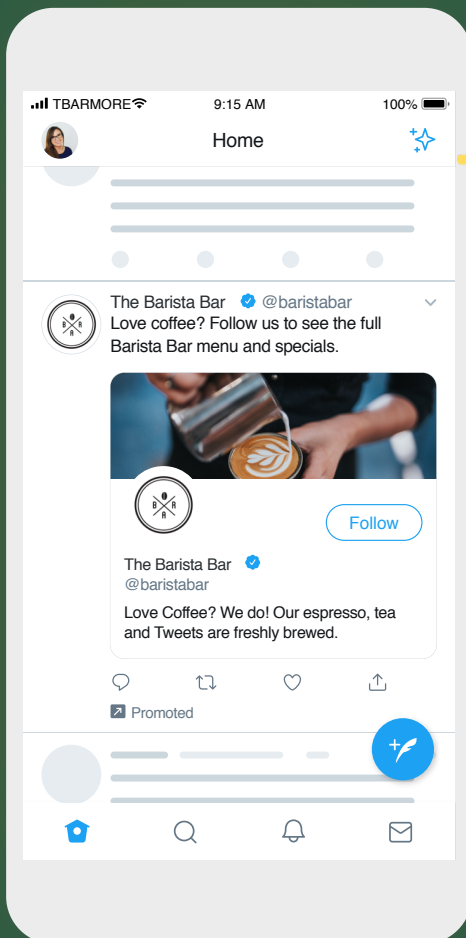 TBARMORE 9:15 AM 100%
Home
The Barista Bar @baristabar
Love coffee? Follow us to see the full
Barista Bar menu and specials.
B R
A
B R
A
Follow
The Barista Bar
@baristabar
Love Coffee? We do! Our espresso, tea
and Tweets are freshly brewed.
Promoted